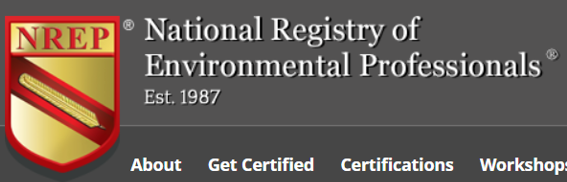 NREP®
National Registry of
Environmental Professionals®
Est. 1987
About Get Certified Certifications Workshops